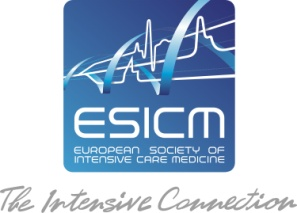 ESICM
EUROPEAN SOCIETY OF
INTENSIVE CARE MEDICINE
The Intensive Connection